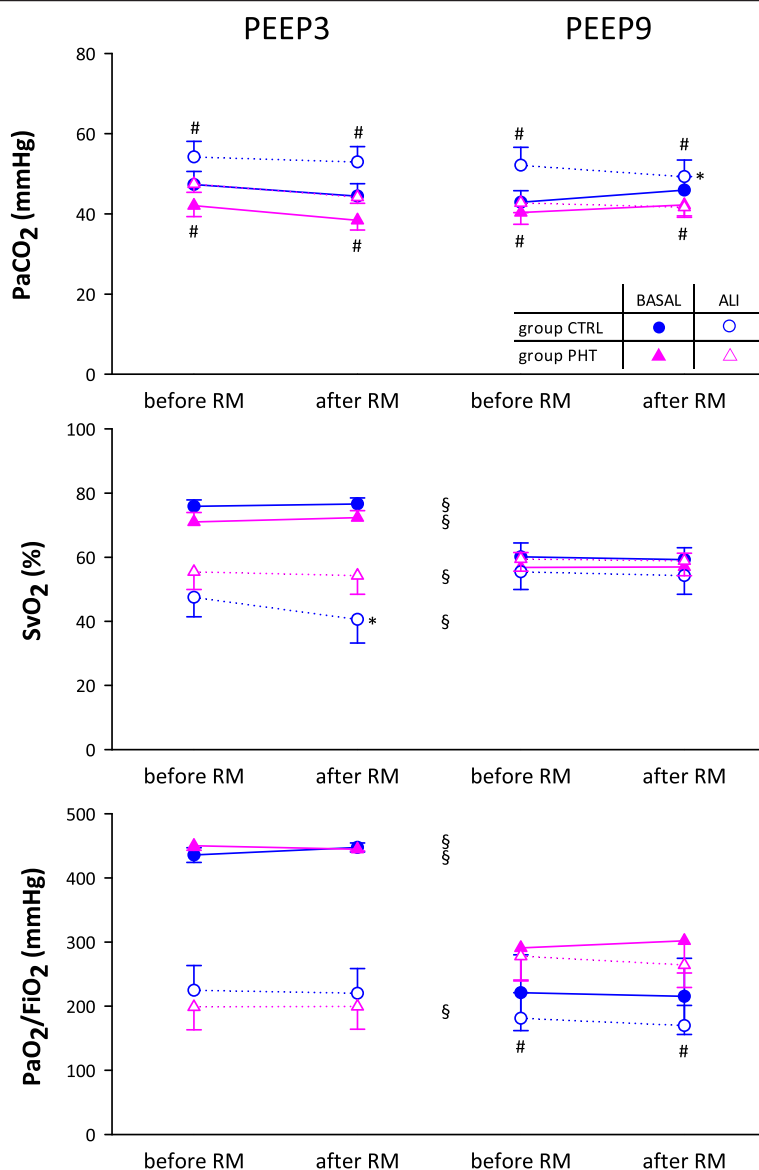 PEEP3 PEEP9
PaCO2 (mmHg)
80
60
40
20
0
# # # #
*
# # # #
BASAL ALI
group CTRL
group PHT
before RM after RM before RM after RM
SvO2 (%)
100
80
60
40
20
0
§
§
§
* §
before RM after RM before RM after RM
PaO2/FiO2 (mmHg)
500
400
300
200
100
0
§
§
§
# #
before RM after RM before RM after RM